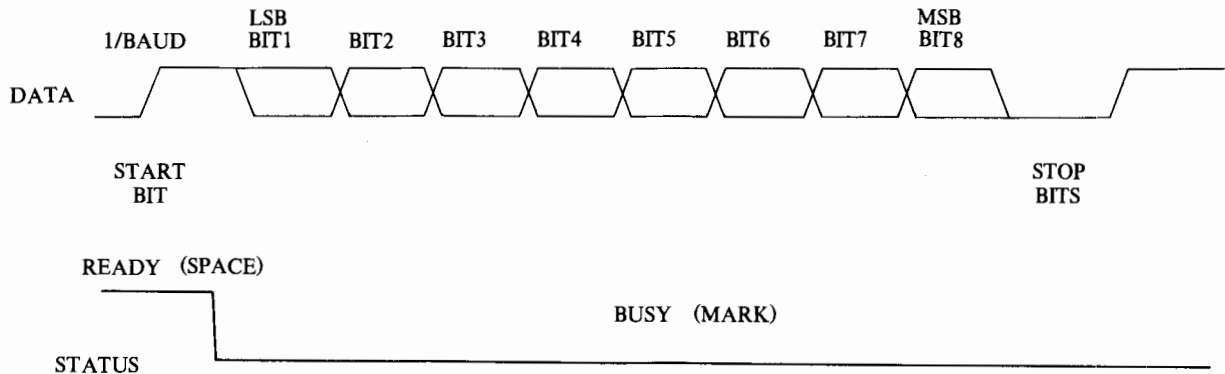 LSB MSB
1/BAUD BIT1 BIT2 BIT3 BIT4 BIT5 BIT6 BIT7 BIT8
DATA
START STOP
BIT BITS
READY (SPACE)
BUSY (MARK)
STATUS